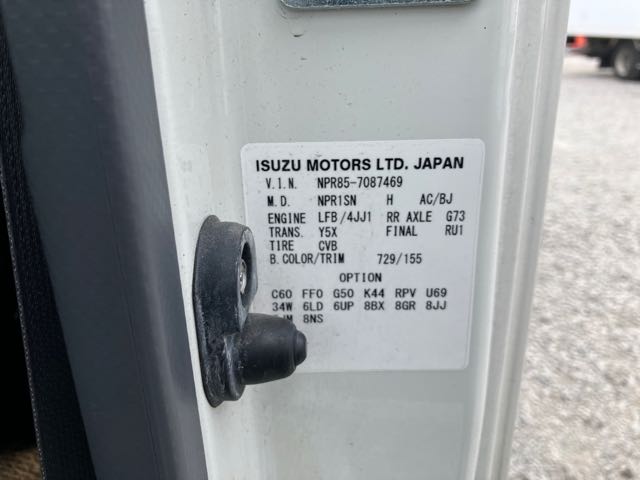 ISUZU MOTORS LTD. JAPAN
V.I.N. NPR85-7087469
M.D. NPR1SN H AC/BJ
ENGINE LFB/4JJ1 RR AXLE G73
TRANS. Y5X FINAL RU1
TIRE CVB
B.COLOR/TRIM 729/155
OPTION
C60 FF0 G50 K44 RPV U69
34W 6LD 6UP 8BX 8GR 8JJ
8NS